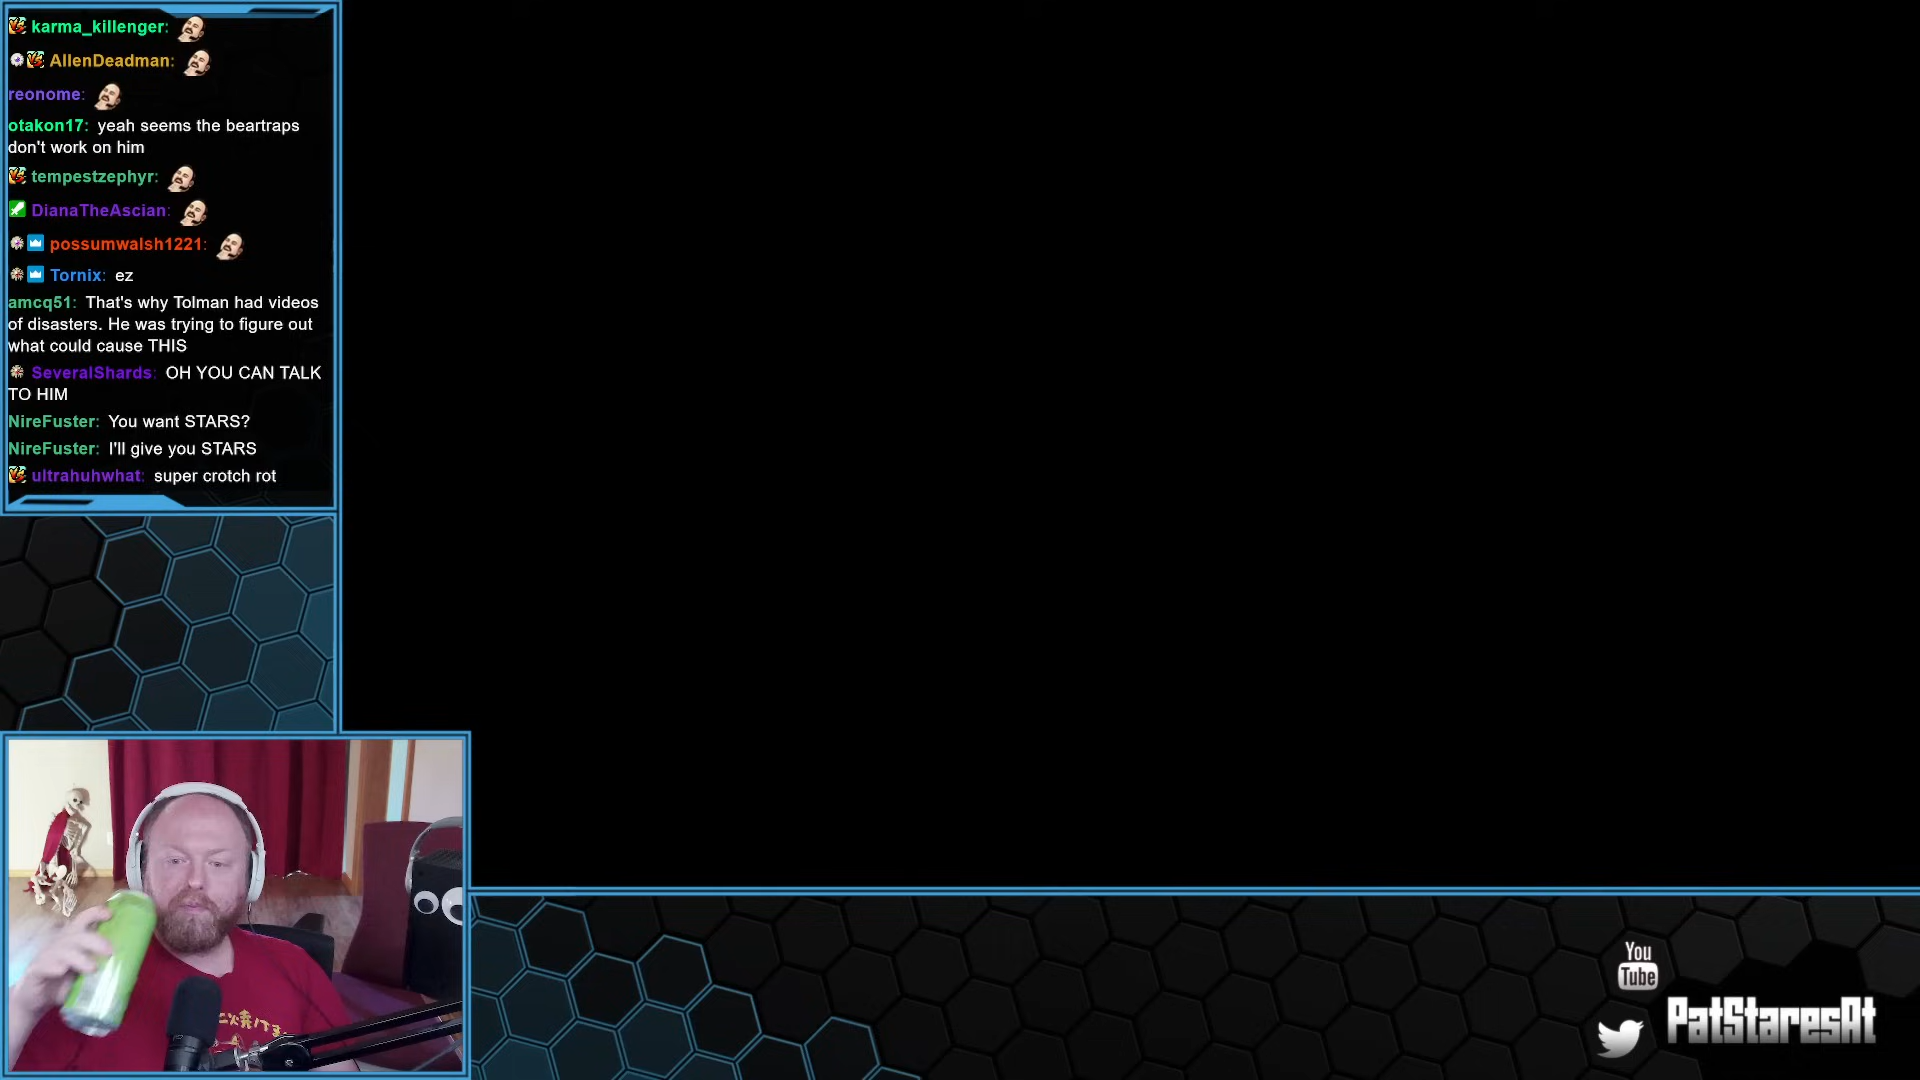 karma_killenger:
AllenDeadman:
reonome:
otakon17: yeah seems the beartraps
don't work on him
tempestzephyr:
DianaTheAscian:
possumwalsh1221:
Tornix: ez
amcq51: That's why Tolman had videos
of disasters. He was trying to figure out
what could cause THIS
SeveralShards: OH YOU CAN TALK
TO HIM
NireFuster: You want STARS?
NireFuster: I'll give you STARS
ultrahuhwhat: super crotch rot
You
Tube
PatStaresAt